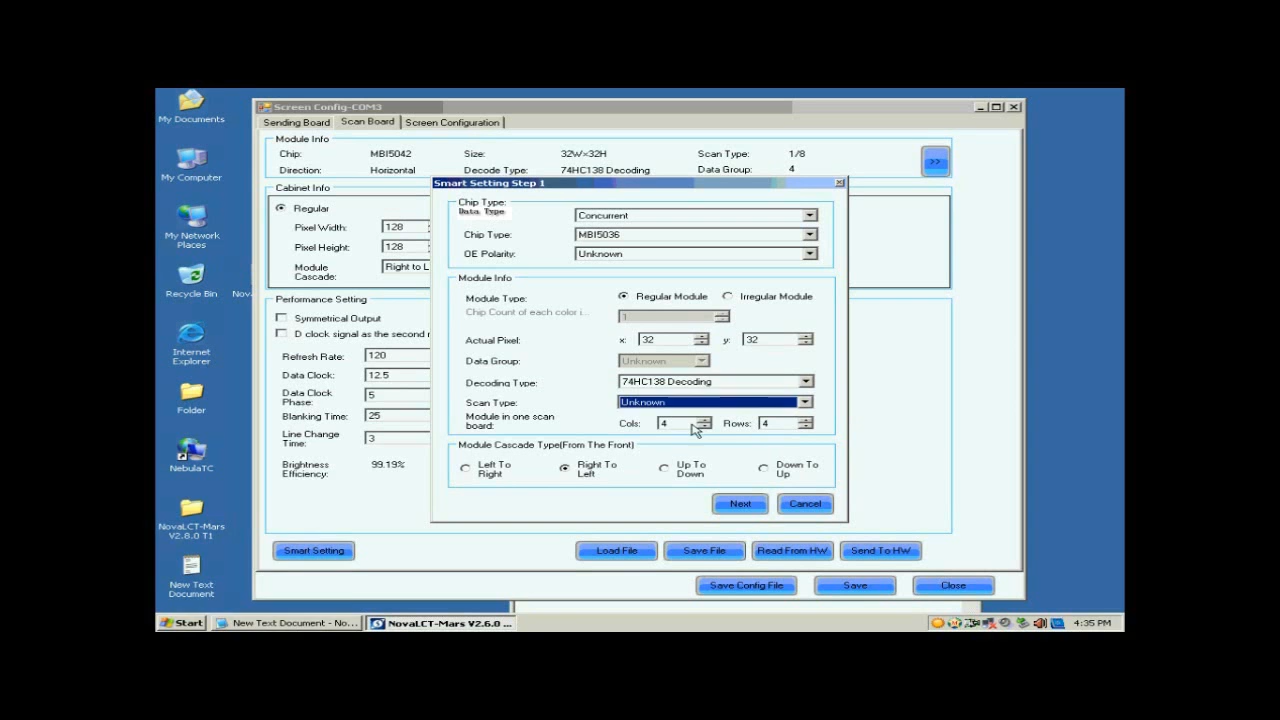 My Documents
My Computer
My Network
Places
Recycle Bin
Nov
Internet
Explorer
Folder
NebulaTC
NovaLCT-Mars
V2.6.0 T1
New Text
Document
Screen Config-COM3
Sending Board
Scan Board
Screen Configuration
Module Info
Chip: MBI5042 Size: 32W×32H Scan Type: 1/8
Direction: Horizontal Decode Type: 74HC138 Decoding Data Group: 4
>>
Cabinet Info
Regular
Pixel Width: 128
Pixel Height: 128
Module
Cascade: Right to L
Performance Setting
Symmetrical Output
D clock signal as the second r
Refresh Rate: 120
Data Clock: 12.5
Data Clock
Phase: 5
Blanking Time: 25
Line Change
Time: 3
Brightness
Efficiency: 99.19%
Smart Setting Step 1
Chip Type:
Data Type Concurrent
Chip Type: MBI5036
OE Polarity: Unknown
Module Info
Module Type: Regular Module Irregular Module
Chip Count of each color i... 1
Actual Pixel: x: 32 y: 32
Data Group: Unknown
Decoding Type: 74HC138 Decoding
Scan Type: Unknown
Module in one scan
board: Cols: 4 Rows: 4
Module Cascade Type(From The Front)
Left To
Right
Right To
Left
Up To
Down
Down To
Up
Next Cancel
Smart Setting Load File Save File Read From HW Send To HW
Save Config File Save Close
Start New Text Document - No... NovaLCT-Mars V2.6.0 ... 4:35 PM